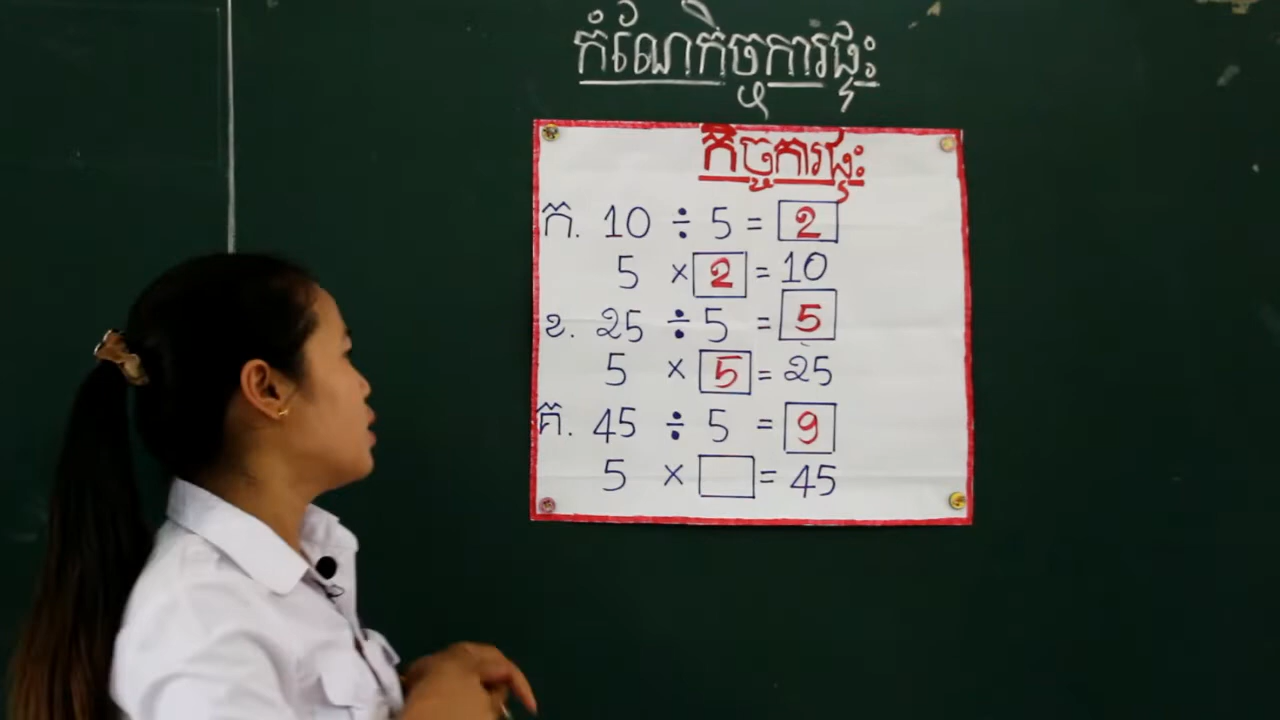 កំណែកិច្ចការផ្ទះ
កិច្ចការផ្ទះ
ក. 10 ÷ 5 = 2
5 × 2 = 10
ខ. 25 ÷ 5 = 5
5 × 5 = 25
គ. 45 ÷ 5 = 9
5 × = 45